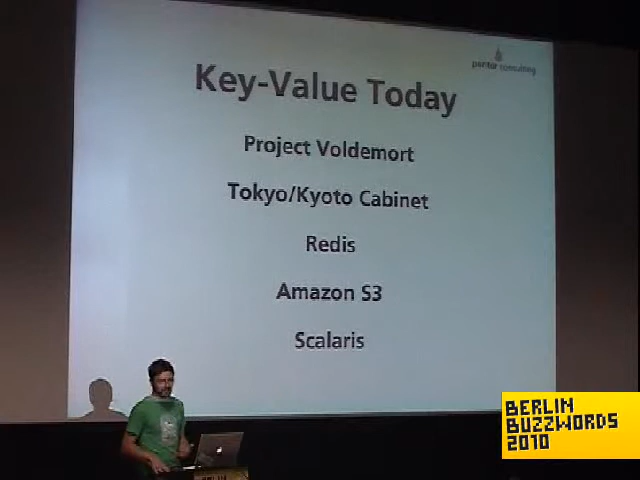 peritor consulting
Key-Value Today
Project Voldemort
Tokyo/Kyoto Cabinet
Redis
Amazon S3
Scalaris
BERLIN
BUZZWORDS
2010